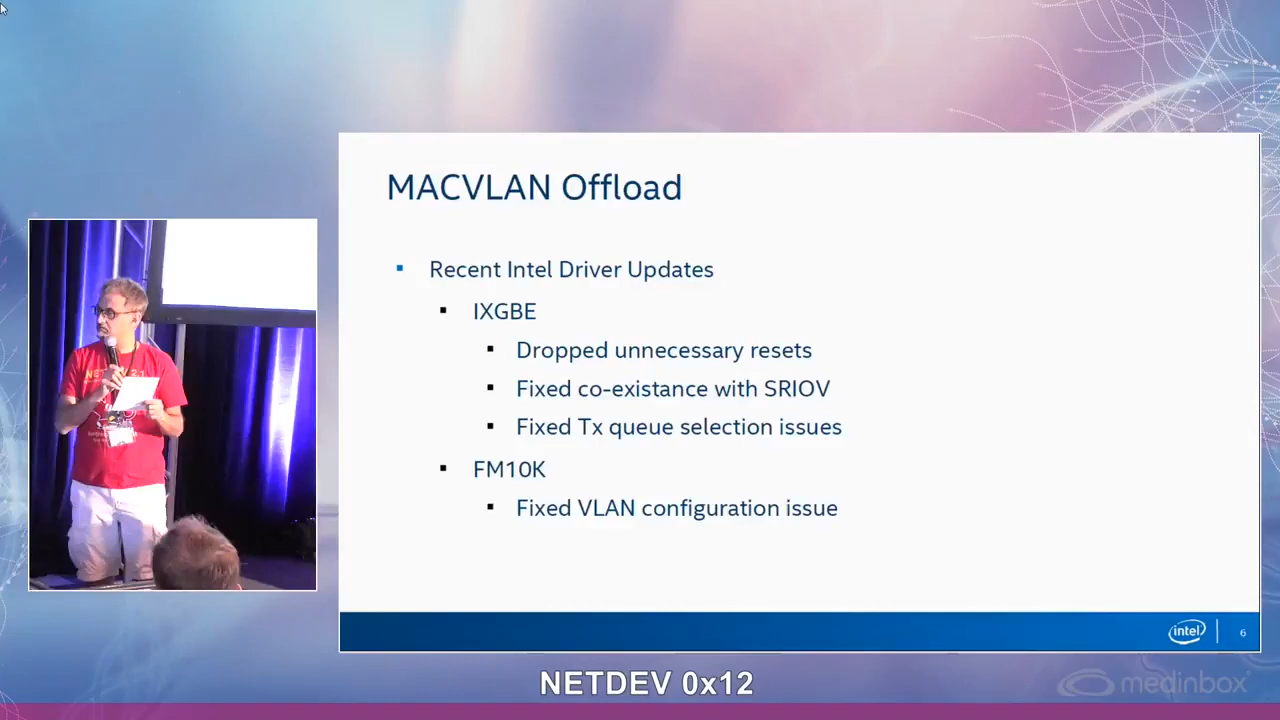 MACVLAN Offload
Recent Intel Driver Updates
IXGBE
Dropped unnecessary resets
Fixed co-existance with SRIOV
Fixed Tx queue selection issues
FM10K
Fixed VLAN configuration issue
intel
6
NETDEV 0x12
medinbox